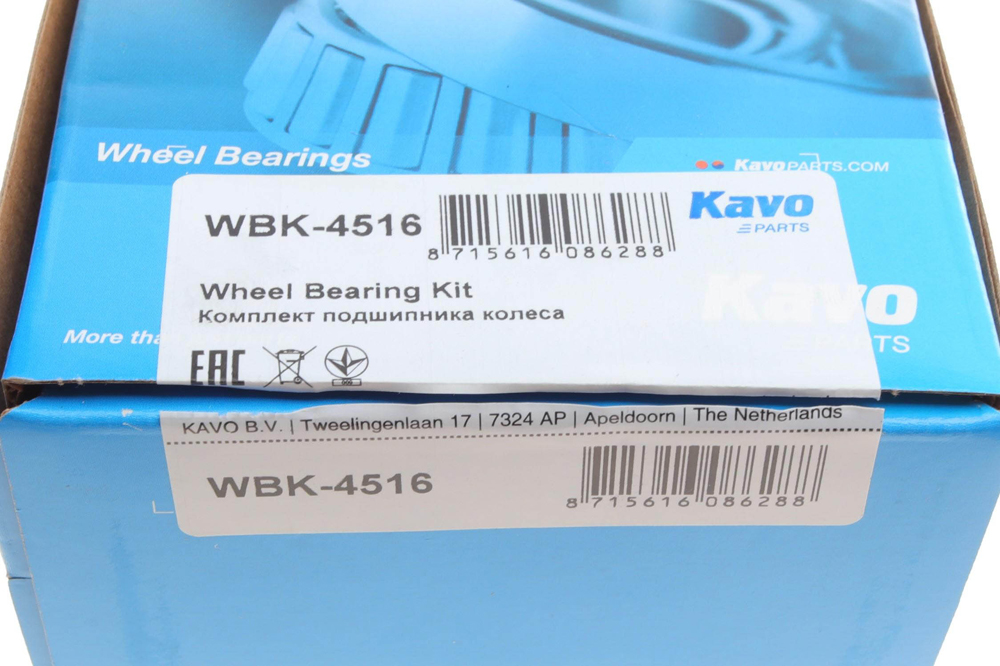 Wheel Bearings
KavoPARTS.COM
WBK-4516
8 715616 086288
Kavo
PARTS
Wheel Bearing Kit
Комплект подшипника колеса
Kavo
PARTS
More tha
EAC
KAVO B.V. | Tweelingenlaan 17 | 7324 AP | Apeldoorn | The Netherlands
WBK-4516
8 715616 086288